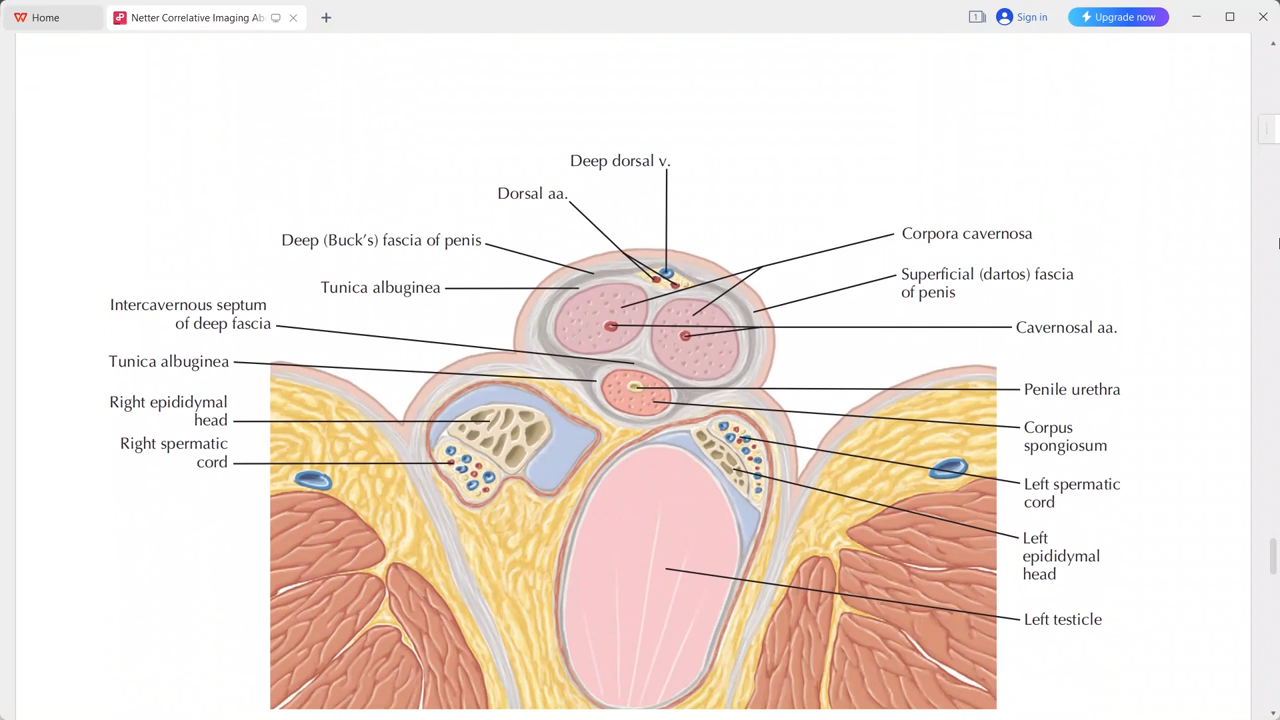 Home
Netter Correlative Imaging Ab
1
Sign in
Upgrade now
Deep dorsal v.
Dorsal aa.
Deep (Buck's) fascia of penis
Corpora cavernosa
Tunica albuginea
Superficial (dartos) fascia
of penis
Intercavernous septum
of deep fascia
Cavernosal aa.
Tunica albuginea
Penile urethra
Right epididymal
head
Corpus
spongiosum
Right spermatic
cord
Left spermatic
cord
Left
epididymal
head
Left testicle